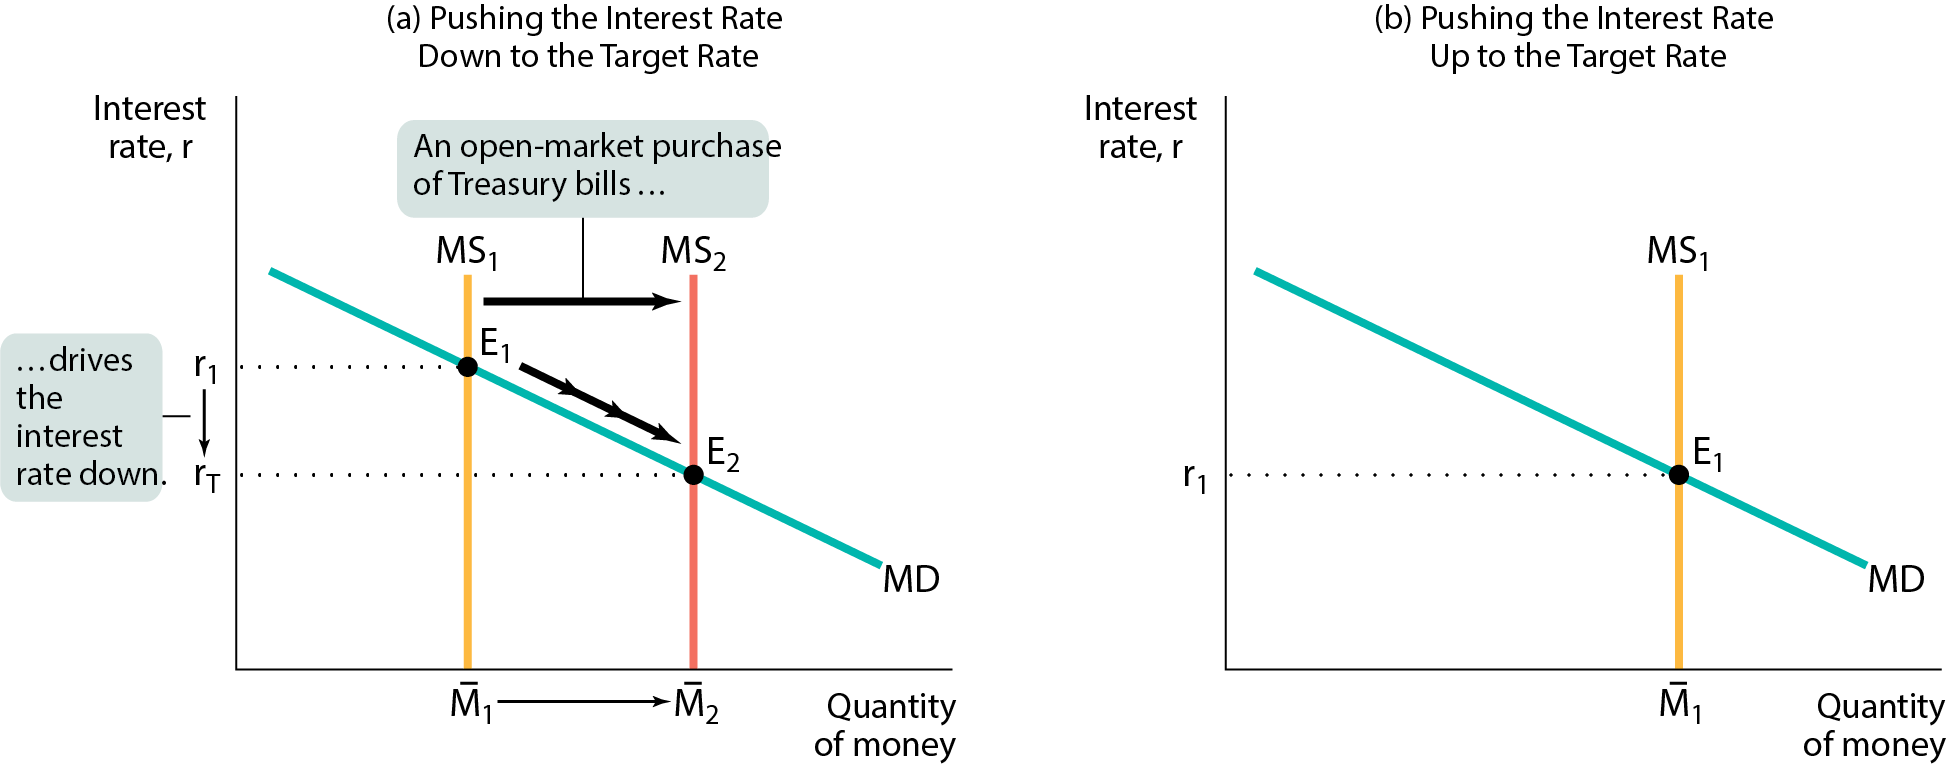 (a) Pushing the Interest Rate
Down to the Target Rate
Interest
rate, r
An open-market purchase
of Treasury bills …
MS₁
MS₂
E₁
…drives
the
interest
rate down.
r₁
r_T
E₂
MD
M̄₁
M̄₂
Quantity
of money
(b) Pushing the Interest Rate
Up to the Target Rate
Interest
rate, r
MS₁
E₁
r₁
MD
M̄₁
Quantity
of money